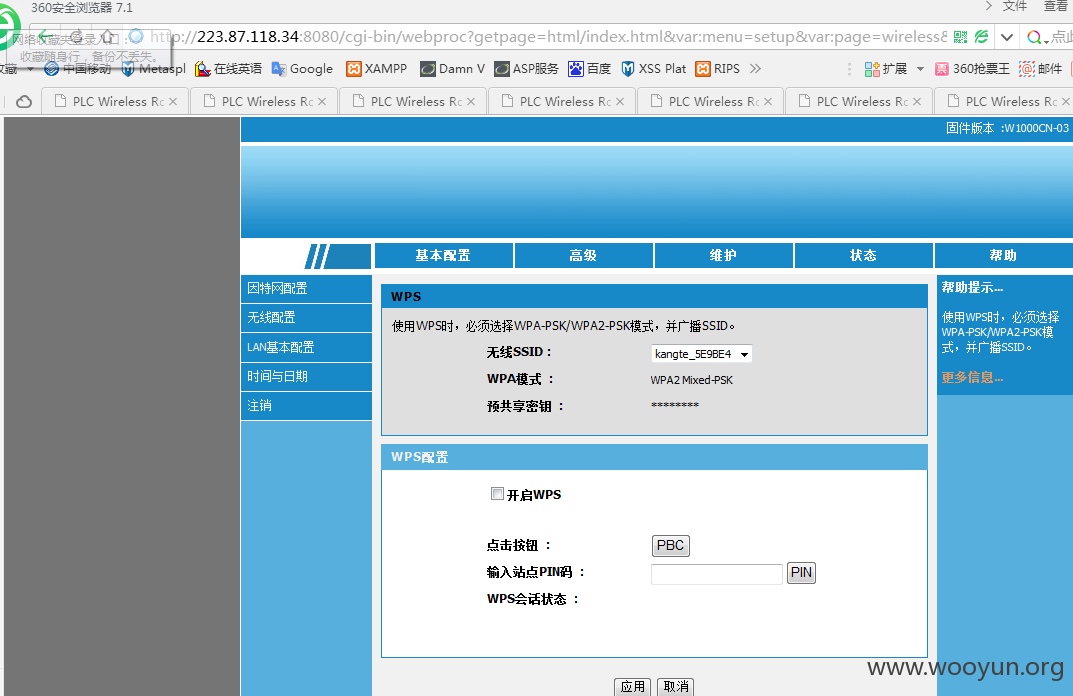 360安全浏览器 7.1
文件 查看
网络收藏夹登录入口：
收藏随身行，备份不丢失。
http://223.87.118.34:8080/cgi-bin/webproc?getpage=html/index.html&var:menu=setup&var:page=wireless&
点此
收藏 中国移动 Metaspl 在线英语 Google XAMPP Damn V ASP服务 百度 XSS Plat RIPS 扩展 360抢票王 邮件
PLC Wireless Rc PLC Wireless Rc PLC Wireless Rc PLC Wireless Rc PLC Wireless Rc PLC Wireless Rc PLC Wireless Rc
固件版本 :W1000CN-03
基本配置 高级 维护 状态 帮助
因特网配置
无线配置
LAN基本配置
时间与日期
注销
WPS
使用WPS时，必须选择WPA-PSK/WPA2-PSK模式，并广播SSID。
无线SSID： kangte_5E9BE4
WPA模式 ： WPA2 Mixed-PSK
预共享密钥 ： ********
WPS配置
开启WPS
点击按钮 ： PBC
输入站点PIN码 ： PIN
WPS会话状态 ：
应用 取消
帮助提示...
使用WPS时，必须选择
WPA-PSK/WPA2-PSK模
式，并广播SSID。
更多信息...
www.wooyun.org